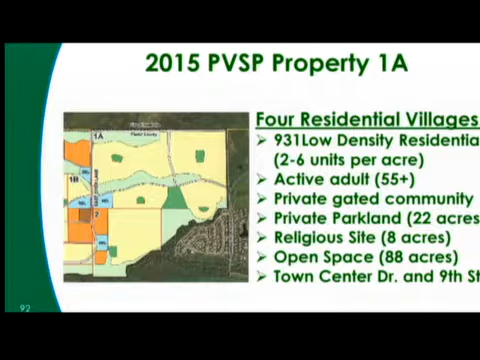 2015 PVSP Property 1A
Four Residential Villages
931Low Density Residentia
(2-6 units per acre)
Active adult (55+)
Private gated community
Private Parkland (22 acres
Religious Site (8 acres)
Open Space (88 acres)
Town Center Dr. and 9th St
1A
1B
2
92